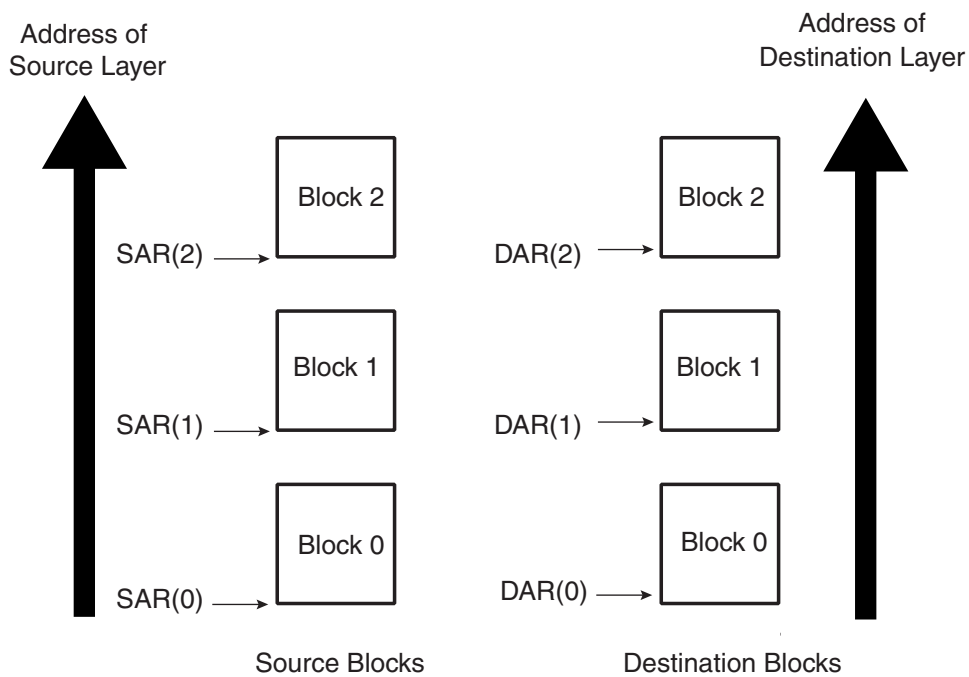 Address of
Source Layer
Address of
Destination Layer
Block 2
Block 2
SAR(2)
DAR(2)
Block 1
Block 1
SAR(1)
DAR(1)
Block 0
Block 0
SAR(0)
DAR(0)
Source Blocks
Destination Blocks